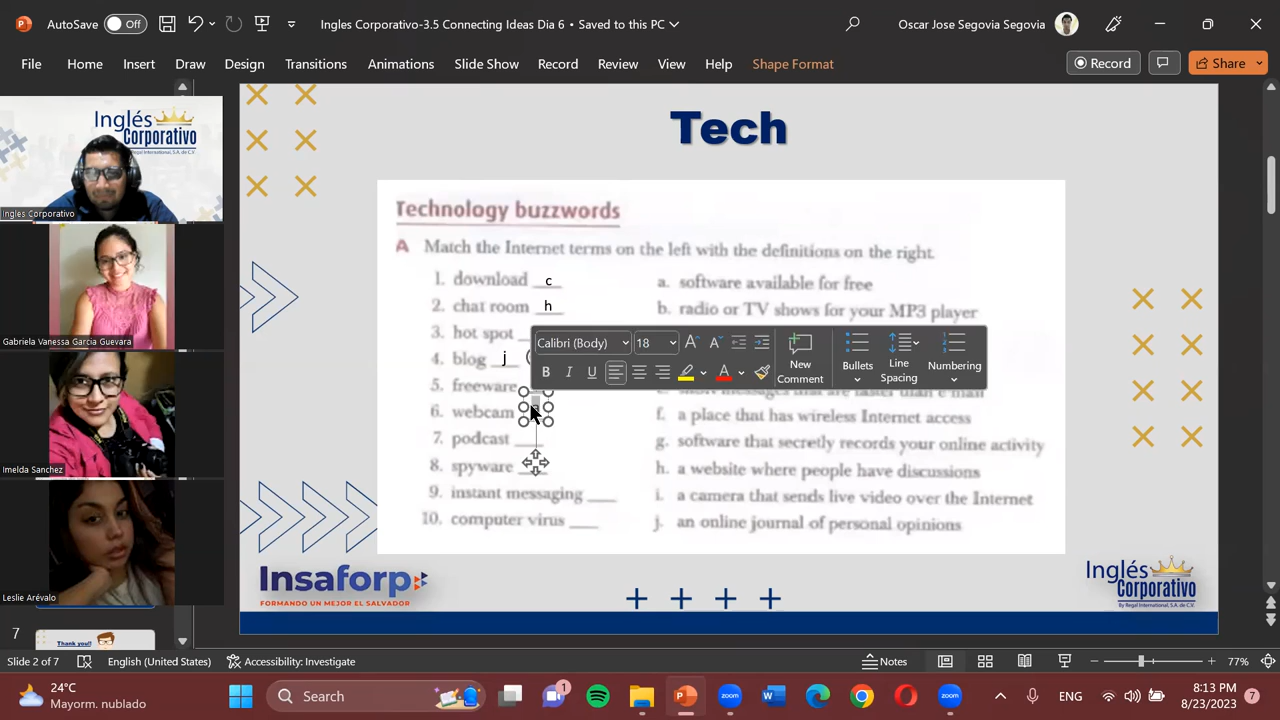 AutoSave Off Ingles Corporativo-3.5 Connecting Ideas Dia 6 • Saved to this PC Oscar Jose Segovia Segovia
File Home Insert Draw Design Transitions Animations Slide Show Record Review View Help Shape Format Record Share
Inglés Corporativo
Ingles Corporativo
Gabriela Vanessa Garcia Guevara
Imelda Sanchez
Leslie Arévalo
7
Thank you!!
Tech
Technology buzzwords
A Match the Internet terms on the left with the definitions on the right.
1. download c a. software available for free
2. chat room h b. radio or TV shows for your MP3 player
3. hot spot
4. blog j
5. freeware
6. webcam f. a place that has wireless Internet access
7. podcast g. software that secretly records your online activity
8. spyware h. a website where people have discussions
9. instant messaging i. a camera that sends live video over the Internet
10. computer virus j. an online journal of personal opinions
Calibri (Body) 18
B I U A
New Comment
Bullets
Line Spacing
Numbering
Insaforp
FORMANDO UN MEJOR EL SALVADOR
Inglés Corporativo
By Regal International, S.A. de C.V.
Slide 2 of 7 English (United States) Accessibility: Investigate Notes 77%
24°C
Mayorm. nublado
Search
1
ENG
8:13 PM
8/23/2023
7